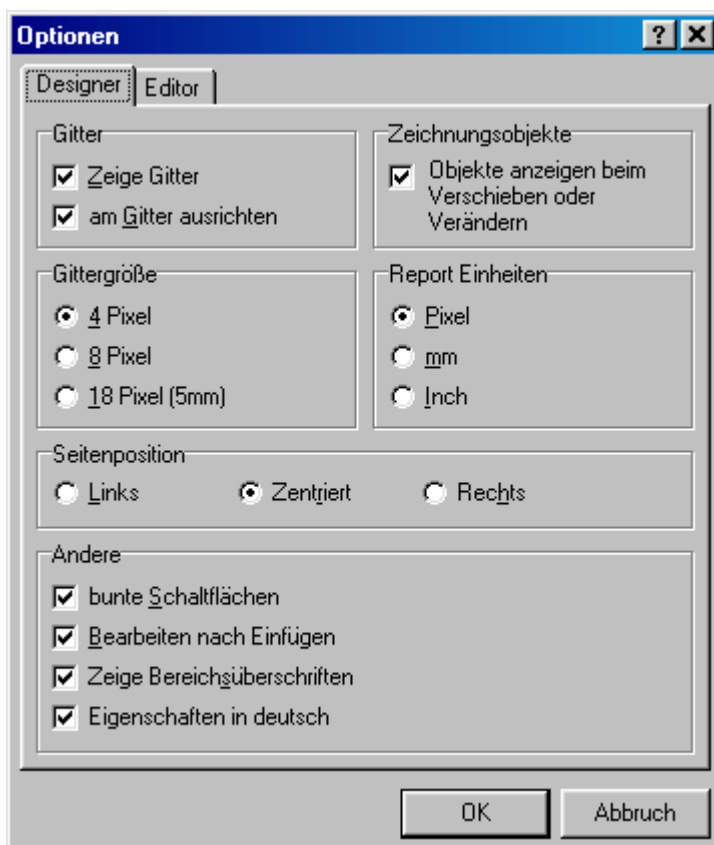 Optionen
Designer
Editor
Gitter
Zeige Gitter
am Gitter ausrichten
Zeichnungsobjekte
Objekte anzeigen beim
Verschieben oder
Verändern
Gittergröße
4 Pixel
8 Pixel
18 Pixel (5mm)
Report Einheiten
Pixel
mm
Inch
Seitenposition
Links
Zentriert
Rechts
Andere
bunte Schaltflächen
Bearbeiten nach Einfügen
Zeige Bereichsüberschriften
Eigenschaften in deutsch
OK
Abbruch